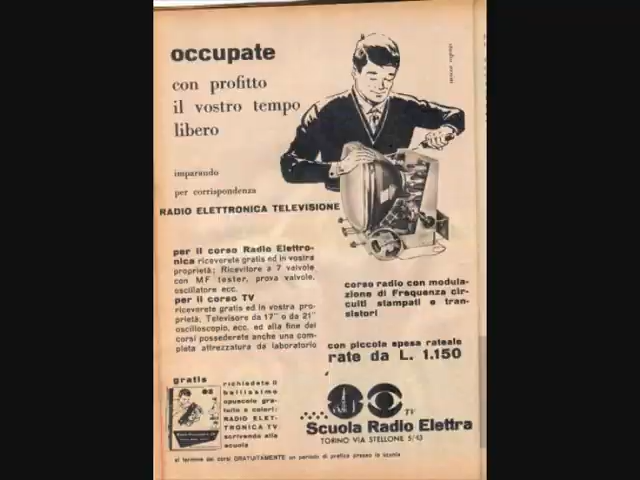 occupate
con profitto
il vostro tempo
libero
imparando
per corrispondenza
RADIO ELETTRONICA TELEVISIONE
per il corso Radio Elettro-
nica riceverete gratis ed in vostra
proprietà: Ricevitore a 7 valvole
con MF tester, prova valvole,
oscillatore ecc.
per il corso TV
riceverete gratis ed in vostra pro-
prietà: Televisore da 17" o da 21"
oscilloscopio, ecc. ed alla fine dei
corsi possederete anche una com-
pleta attrezzatura da laboratorio
corso radio con modula-
zione di Frequenza cir-
cuiti stampati e tran-
sistori
con piccola spesa rateale
rate da L. 1.150
gratis
richiedete il
bellissimo
opuscolo gra-
tuito a colori:
RADIO ELET-
TRONICA TV
scrivendo alla
scuola
TV
Scuola Radio Elettra
TORINO VIA STELLONE 5/43
al termine dei corsi GRATUITAMENTE un periodo di pratica presso la scuola